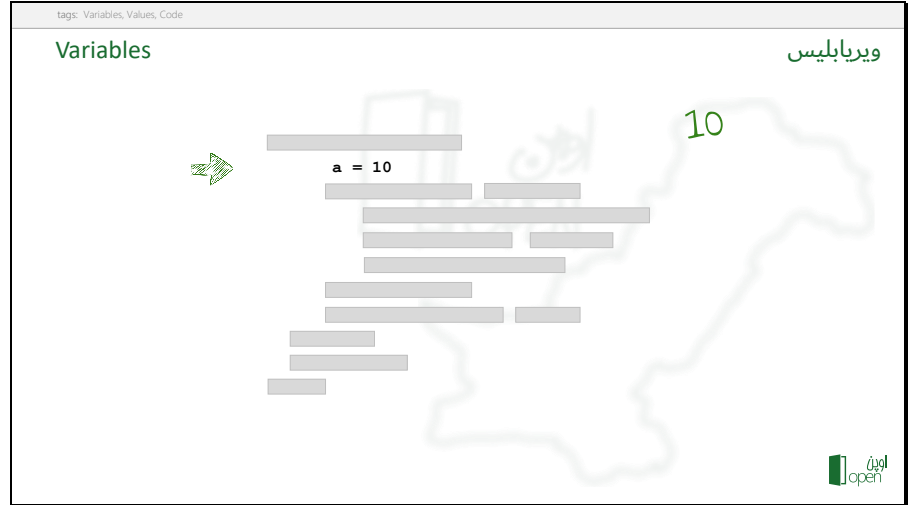 tags: Variables, Values, Code
Variables
ویریابلیس
10
a = 10
اوپن
open